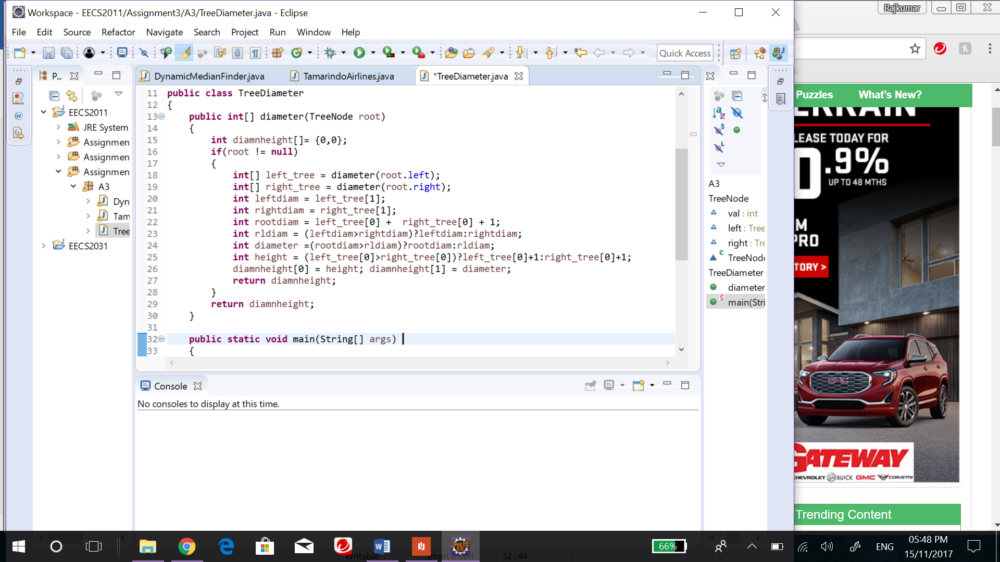 Workspace - EECS2011/Assignment3/A3/TreeDiameter.java - Eclipse
Rajkumar
File Edit Source Refactor Navigate Search Project Run Window Help
Quick Access
P...
DynamicMedianFinder.java
TamarindoAirlines.java
*TreeDiameter.java
EECS2011
JRE System
Assignmen
Assignmen
Assignmen
A3
Dyn
Tam
Tree
EECS2031
11 public class TreeDiameter
12 {
13 public int[] diameter(TreeNode root)
14 {
15 int diamnheight[]= {0,0};
16 if(root != null)
17 {
18 int[] left_tree = diameter(root.left);
19 int[] right_tree = diameter(root.right);
20 int leftdiam = left_tree[1];
21 int rightdiam = right_tree[1];
22 int rootdiam = left_tree[0] +  right_tree[0] + 1;
23 int rldiam = (leftdiam>rightdiam)?leftdiam:rightdiam;
24 int diameter =(rootdiam>rldiam)?rootdiam:rldiam;
25 int height = (left_tree[0]>right_tree[0])?left_tree[0]+1:right_tree[0]+1;
26 diamnheight[0] = height; diamnheight[1] = diameter;
27 return diamnheight;
28 }
29 return diamnheight;
30 }
31
32 public static void main(String[] args)
33 {
A3
TreeNode
val : int
left : Tree
right : Tre
TreeNode
TreeDiameter
diameter
main(Stri
Console
No consoles to display at this time.
Puzzles What's New?
ERRAIN
LEASE TODAY FOR
0.9%
UP TO 48 MTHS
M
PRO
TORY >
GMC
GATEWAY
CHEVROLET BUICK GMC CORVETTE
Trending Content
Writable Smart Insert 32 : 44
Java EE
IDE
66%
ENG
05:48 PM
15/11/2017